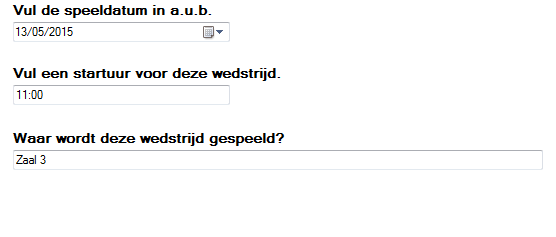 Vul de speeldatum in a.u.b.
13/05/2015
Vul een startuur voor deze wedstrijd.
11:00
Waar wordt deze wedstrijd gespeeld?
Zaal 3